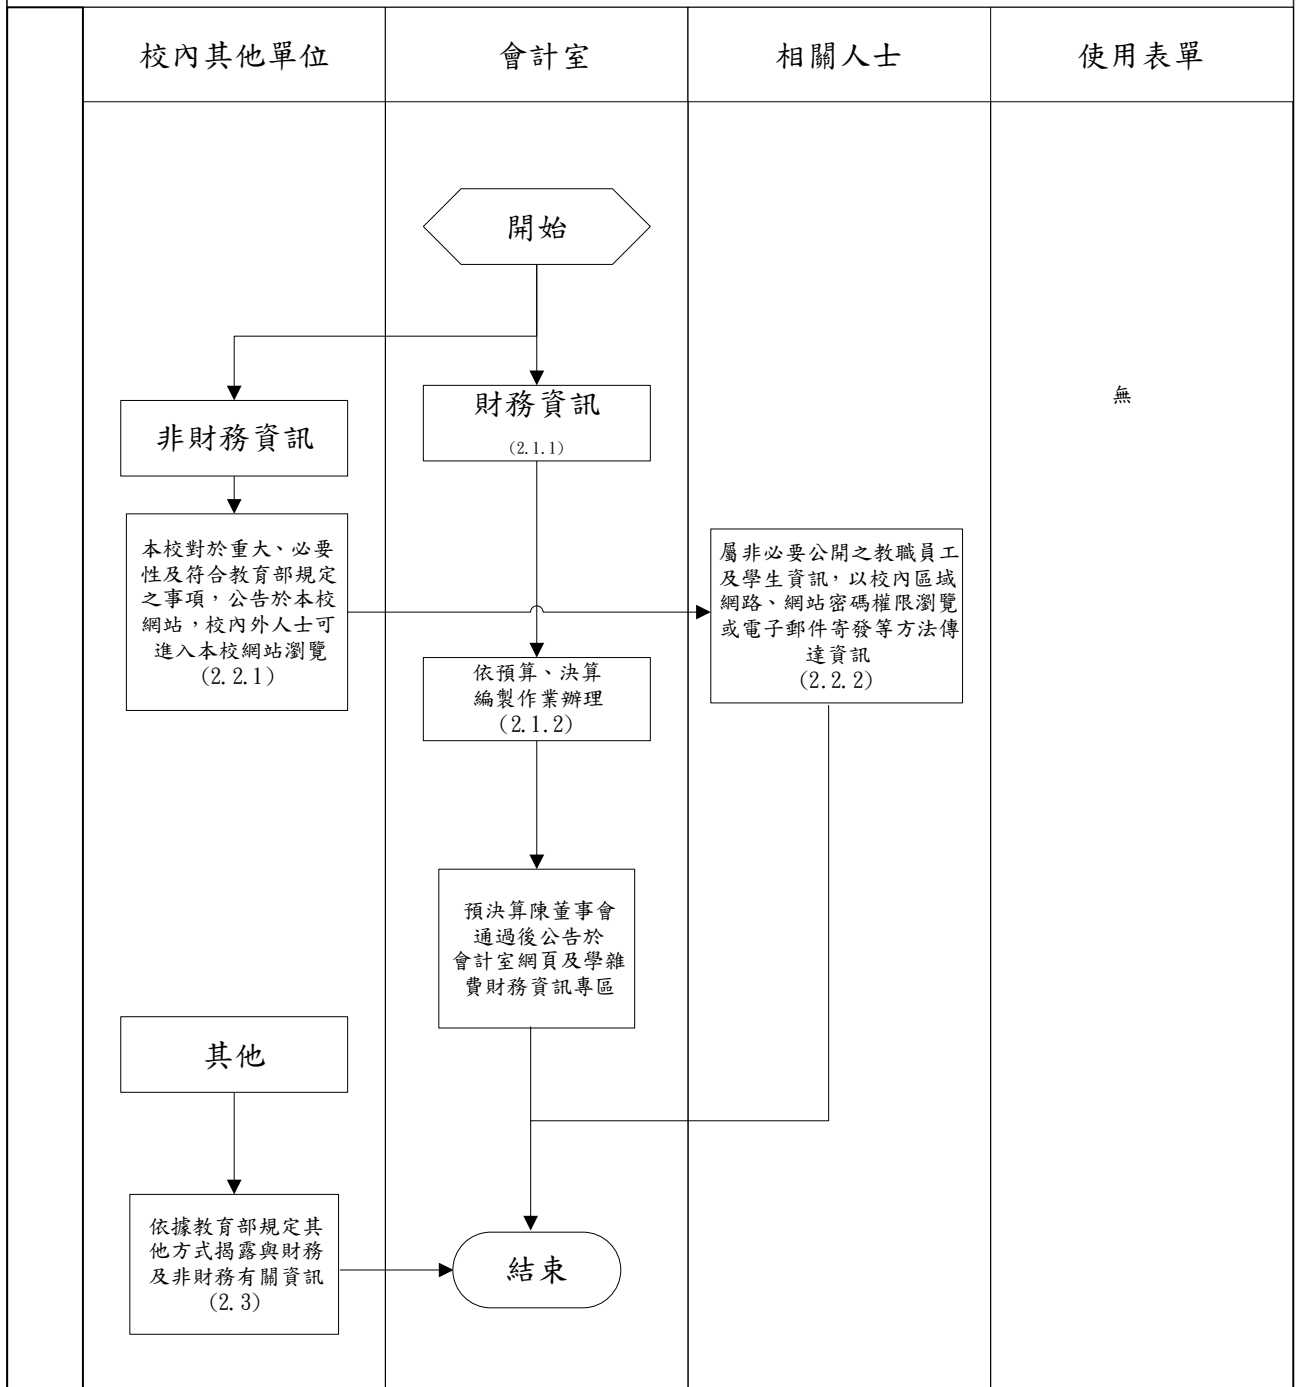 校內其他單位
會計室
相關人士
使用表單
開始
財務資訊
(2.1.1)
非財務資訊
無
本校對於重大、必要
性及符合教育部規定
之事項，公告於本校
網站，校內外人士可
進入本校網站瀏覽
(2.2.1)
屬非必要公開之教職員工
及學生資訊，以校內區域
網路、網站密碼權限瀏覽
或電子郵件寄發等方法傳
達資訊
(2.2.2)
依預算、決算
編製作業辦理
(2.1.2)
預決算陳董事會
通過後公告於
會計室網頁及學雜
費財務資訊專區
其他
依據教育部規定其
他方式揭露與財務
及非財務有關資訊
(2.3)
結束